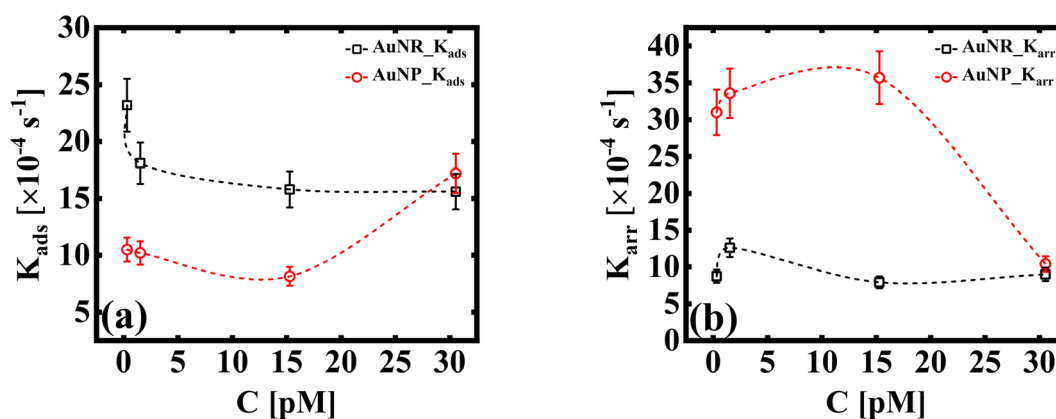 30
25
20
15
10
5
K_ads [×10^-4 s^-1]
AuNR_K_ads
AuNP_K_ads
(a)
0 5 10 15 20 25 30
C [pM]
40
35
30
25
20
15
10
5
0
K_arr [×10^-4 s^-1]
AuNR_K_arr
AuNP_K_arr
(b)
0 5 10 15 20 25 30
C [pM]